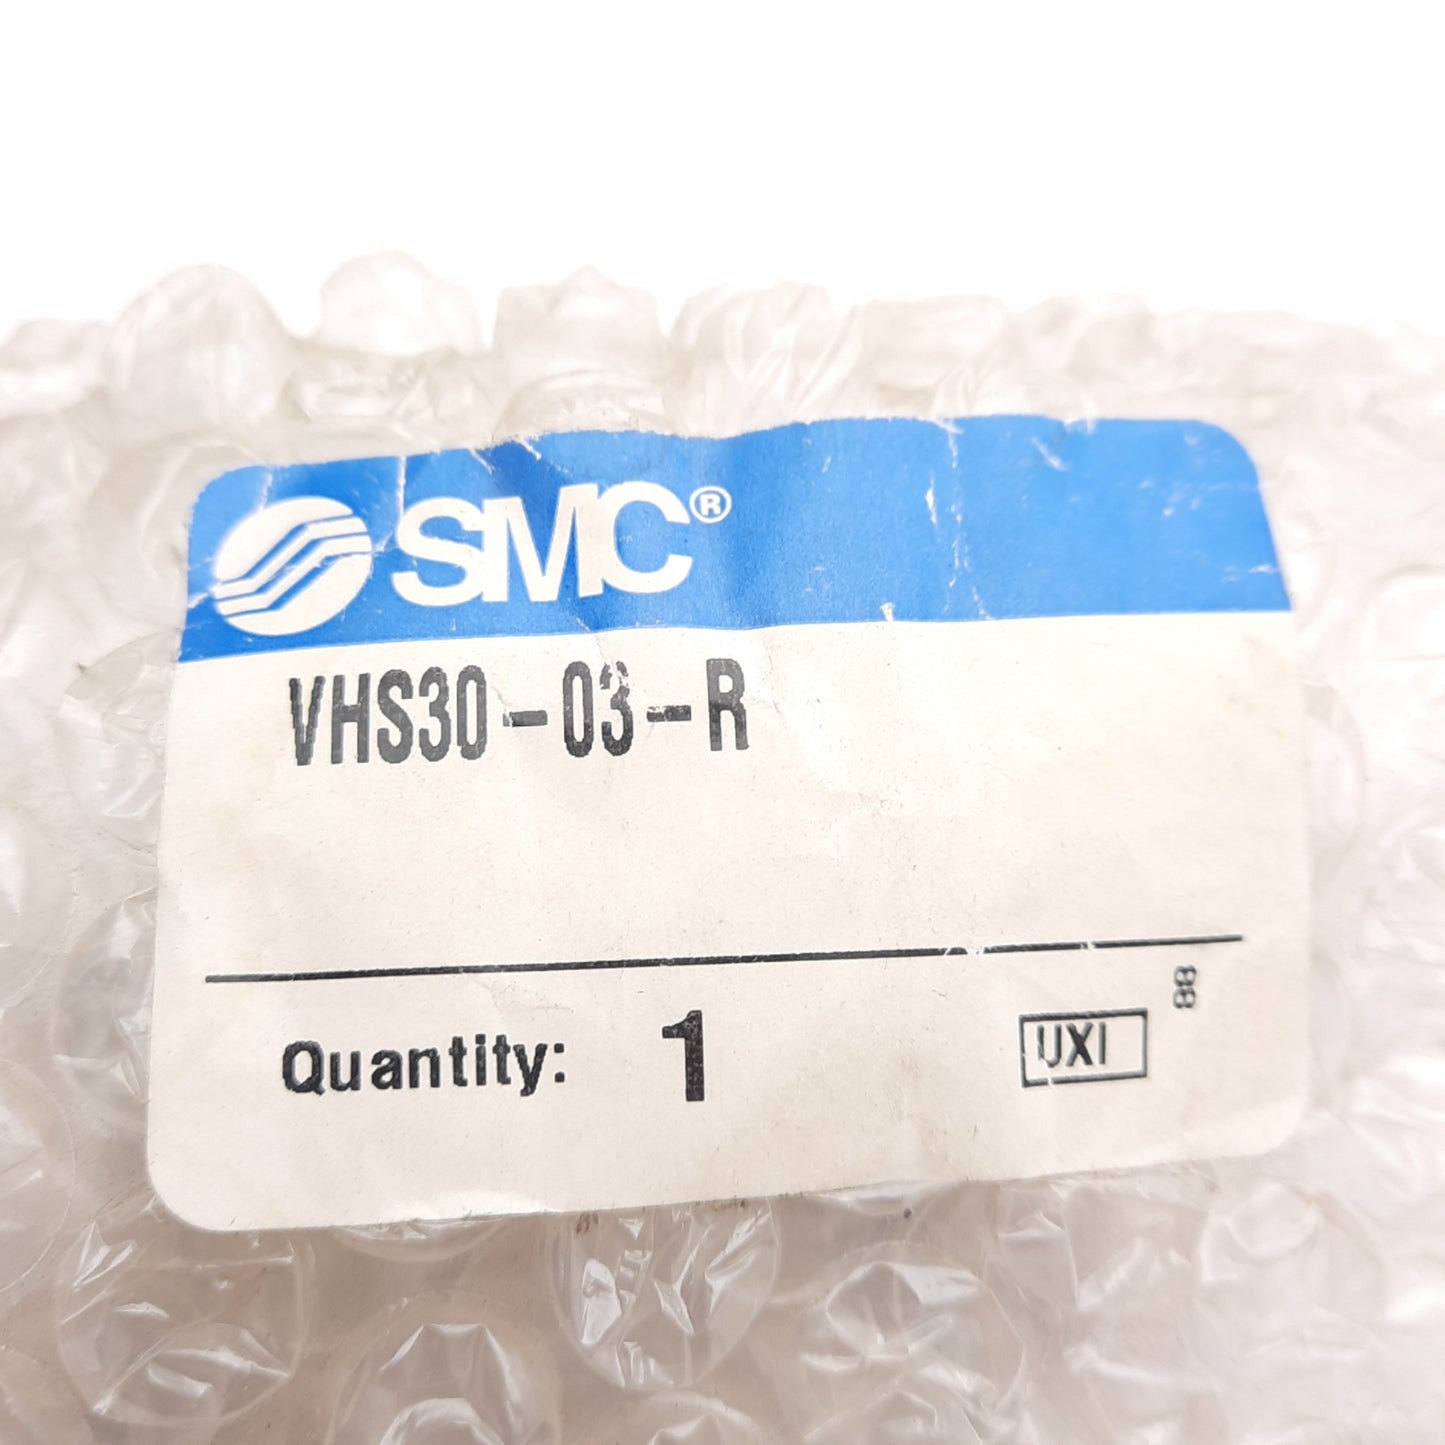 SMC®
VHS30-03-R
88
Quantity: 1 UXI